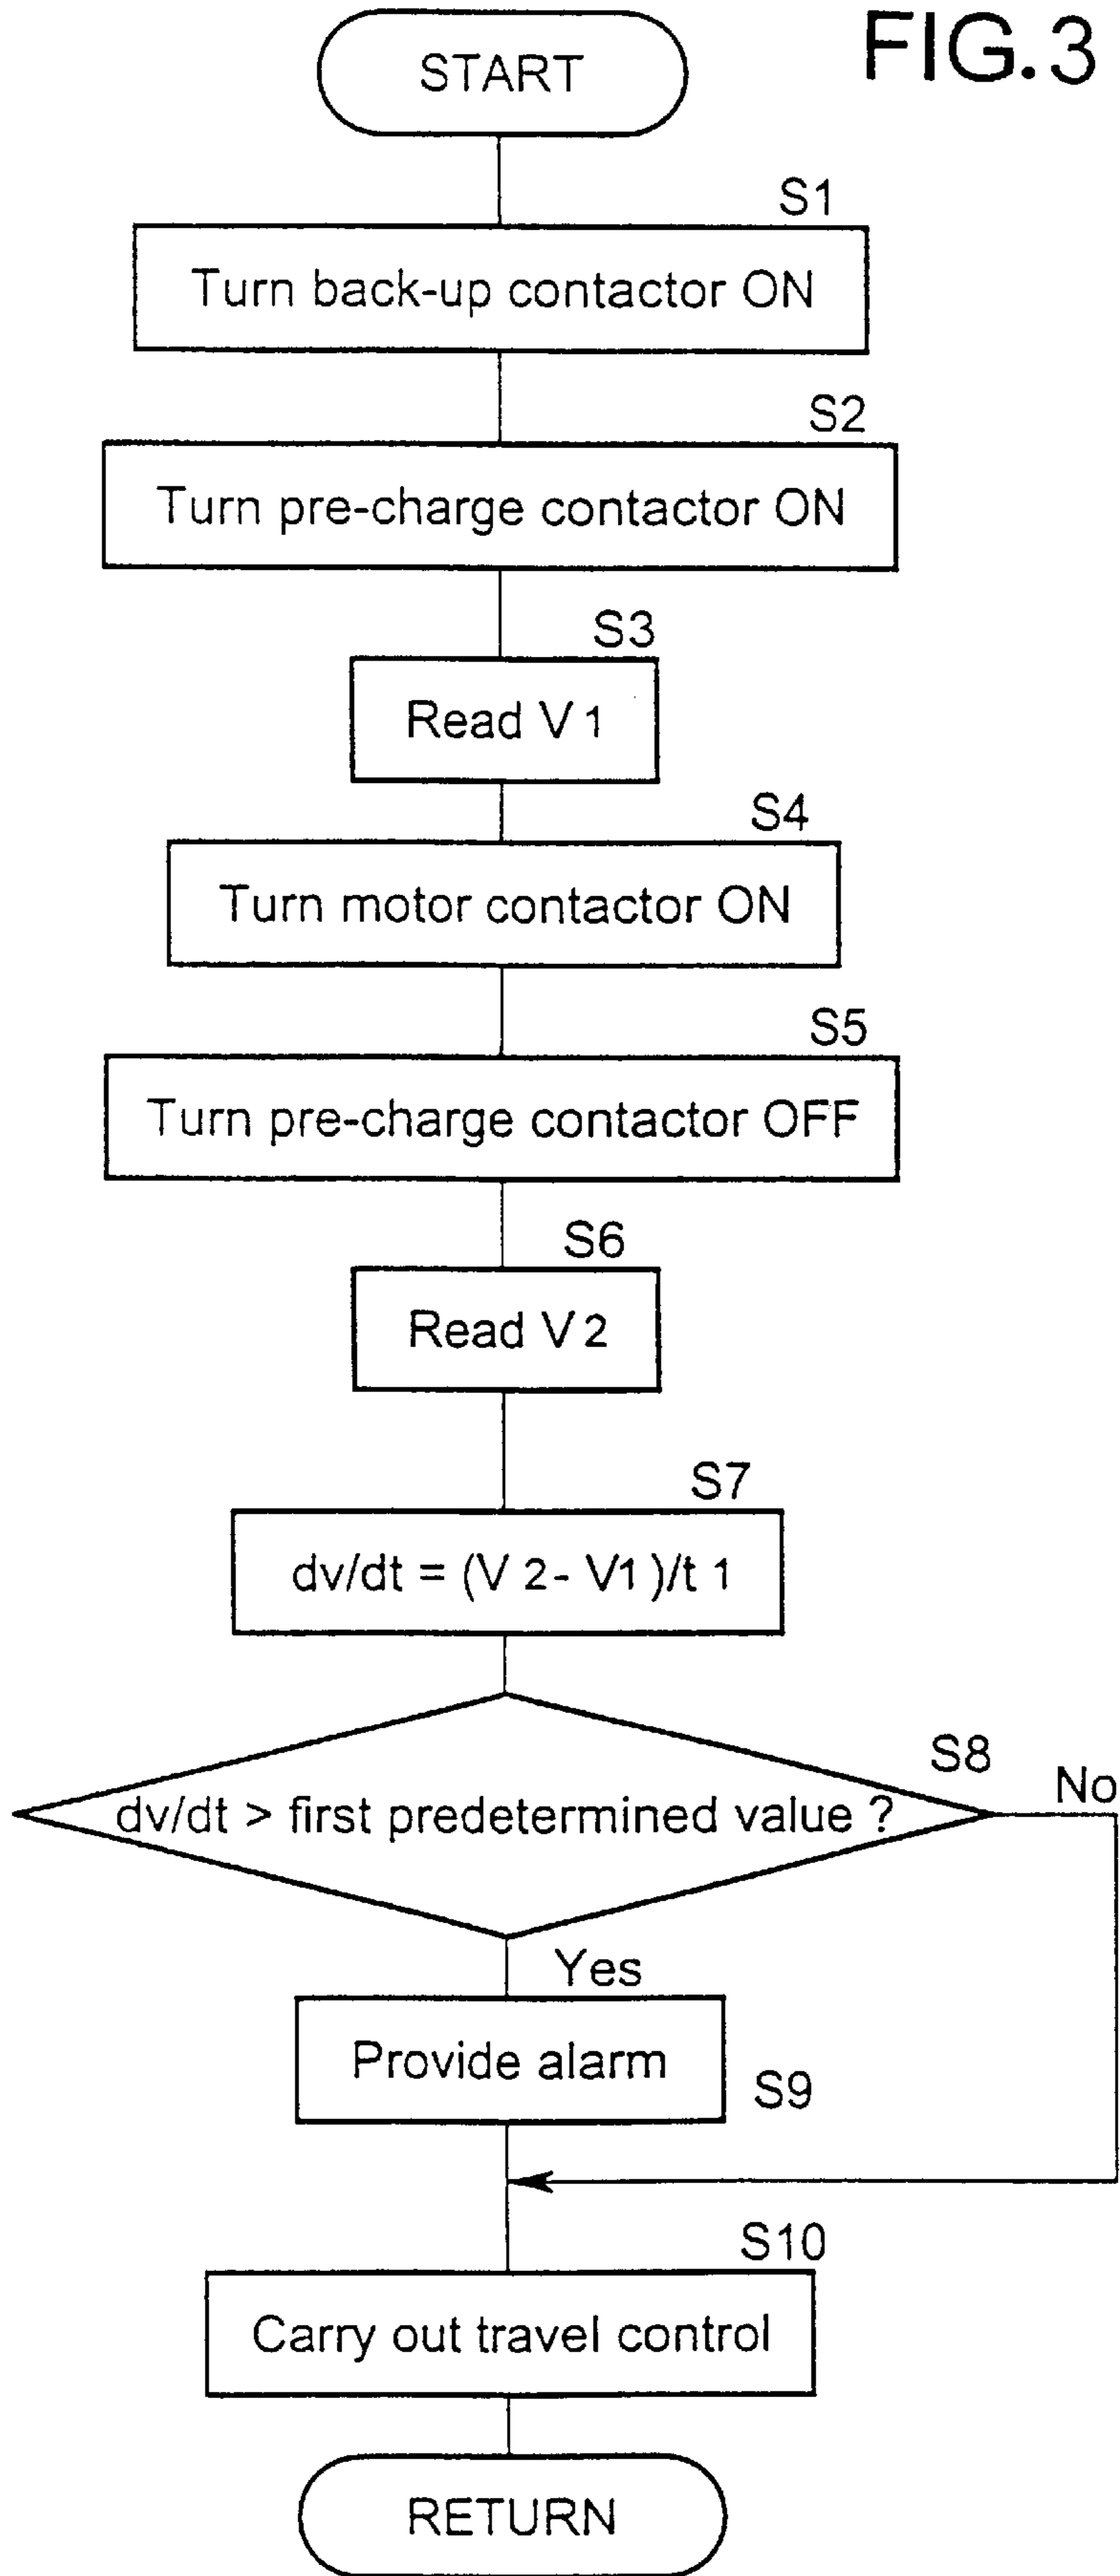 FIG.3
START
S1
Turn back-up contactor ON
S2
Turn pre-charge contactor ON
S3
Read V1
S4
Turn motor contactor ON
S5
Turn pre-charge contactor OFF
S6
Read V2
S7
dv/dt = (V2-V1)/t1
S8
No
dv/dt > first predetermined value ?
Yes
Provide alarm
S9
S10
Carry out travel control
RETURN